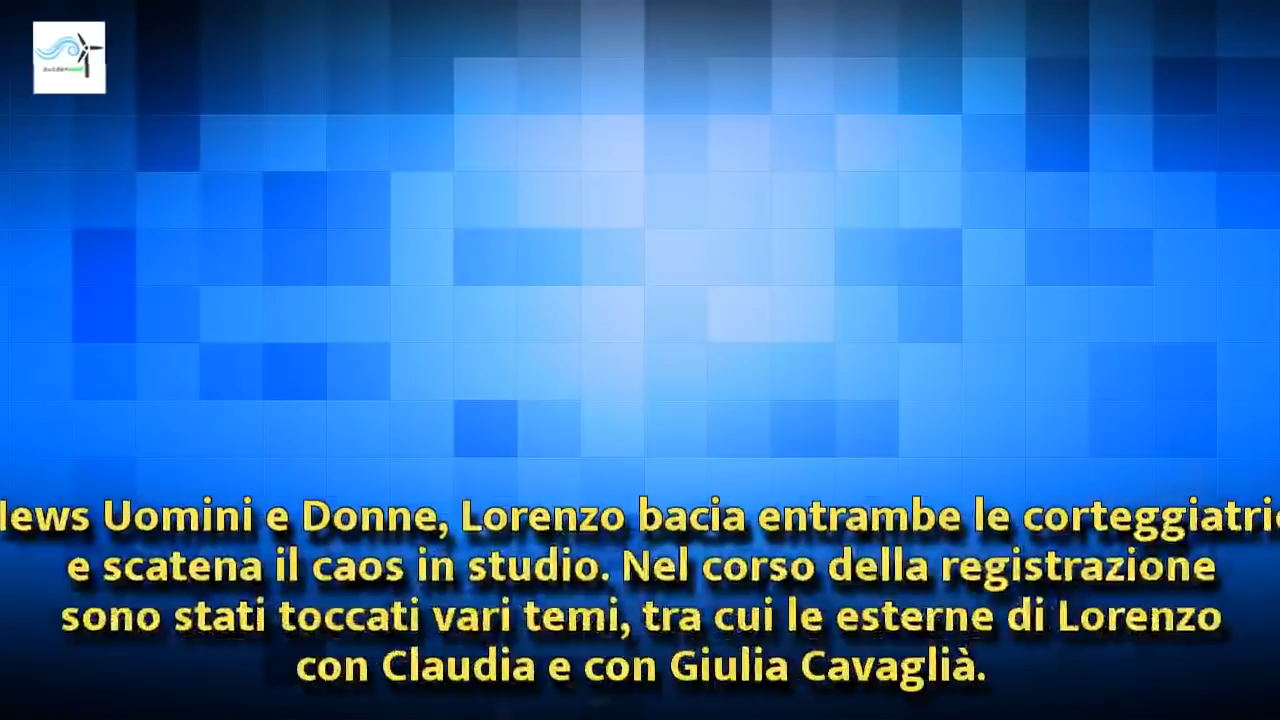 News Uomini e Donne, Lorenzo bacia entrambe le corteggiatric
e scatena il caos in studio. Nel corso della registrazione
sono stati toccati vari temi, tra cui le esterne di Lorenzo
con Claudia e con Giulia Cavaglià.